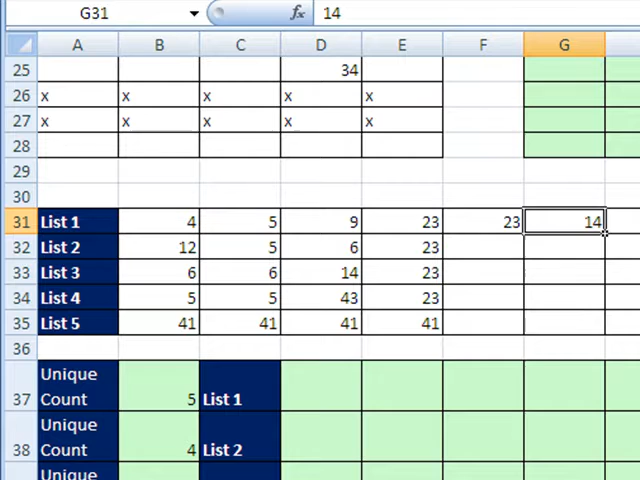 G31 fx 14
A B C D E F G
25 34
26 x x x x x
27 x x x x x
28
29
30
31 List 1 4 5 9 23 23 14
32 List 2 12 5 6 23
33 List 3 6 6 14 23
34 List 4 5 5 43 23
35 List 5 41 41 41 41
36
Unique
37 Count 5 List 1
Unique
38 Count 4 List 2
Unique